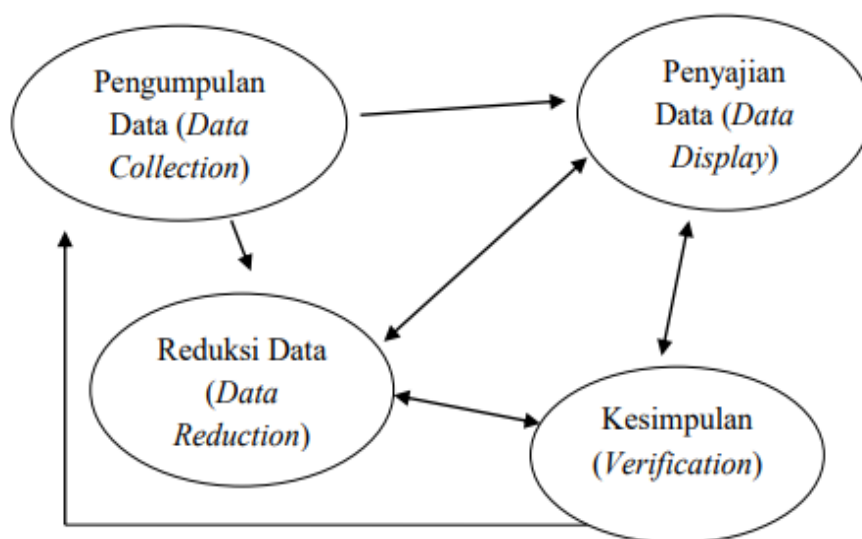 Pengumpulan
Data (Data
Collection)
Penyajian
Data (Data
Display)
Reduksi Data
(Data
Reduction)
Kesimpulan
(Verification)